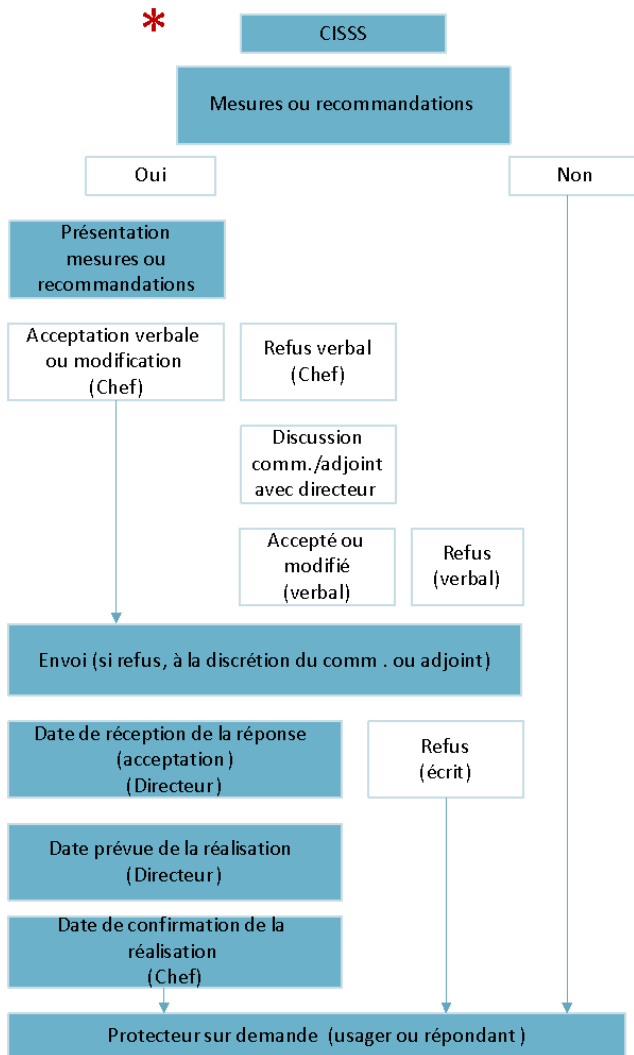 *
CISSS
Mesures ou recommandations
Oui
Non
Présentation
mesures ou
recommandations
Acceptation verbale
ou modification
(Chef)
Refus verbal
(Chef)
Discussion
comm./adjoint
avec directeur
Accepté ou
modifié
(verbal)
Refus
(verbal)
Envoi (si refus, à la discrétion du comm . ou adjoint)
Date de réception de la réponse
(acceptation )
(Directeur)
Refus
(écrit)
Date prévue de la réalisation
(Directeur)
Date de confirmation de la
réalisation
(Chef)
Protecteur sur demande (usager ou répondant )